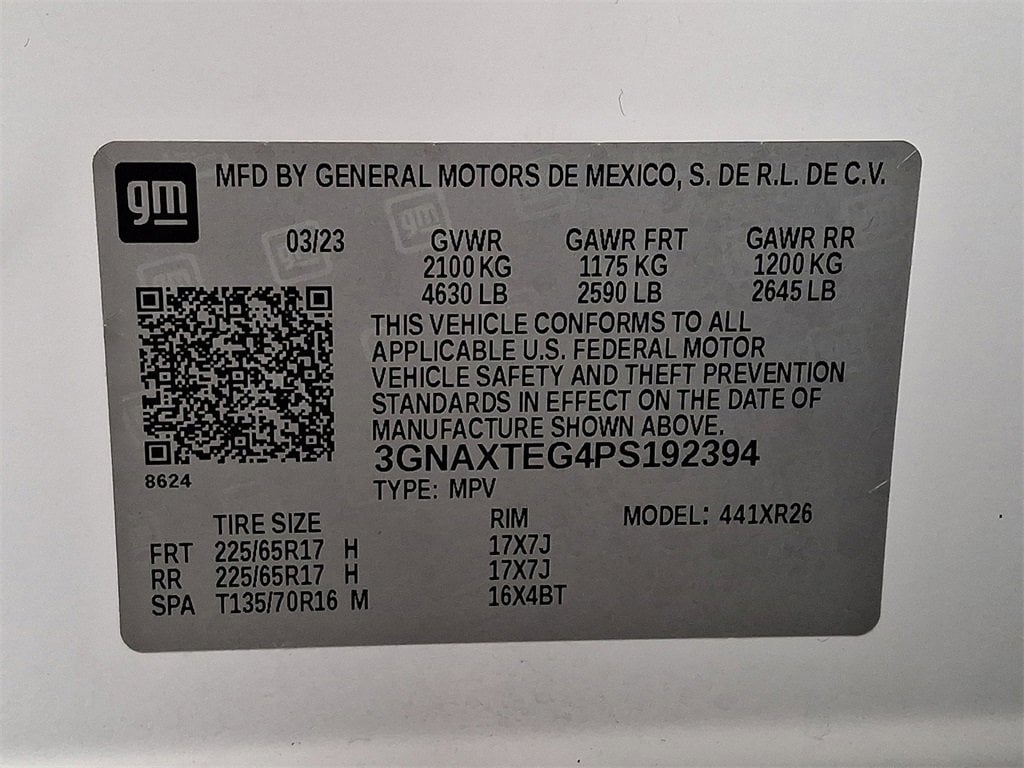 gm
MFD BY GENERAL MOTORS DE MEXICO, S. DE R.L. DE C.V.
03/23 GVWR GAWR FRT GAWR RR
2100 KG 1175 KG 1200 KG
4630 LB 2590 LB 2645 LB
THIS VEHICLE CONFORMS TO ALL
APPLICABLE U.S. FEDERAL MOTOR
VEHICLE SAFETY AND THEFT PREVENTION
STANDARDS IN EFFECT ON THE DATE OF
MANUFACTURE SHOWN ABOVE.
3GNAXTEG4PS192394
8624
TYPE: MPV
TIRE SIZE RIM MODEL: 441XR26
FRT 225/65R17 H 17X7J
RR 225/65R17 H 17X7J
SPA T135/70R16 M 16X4BT